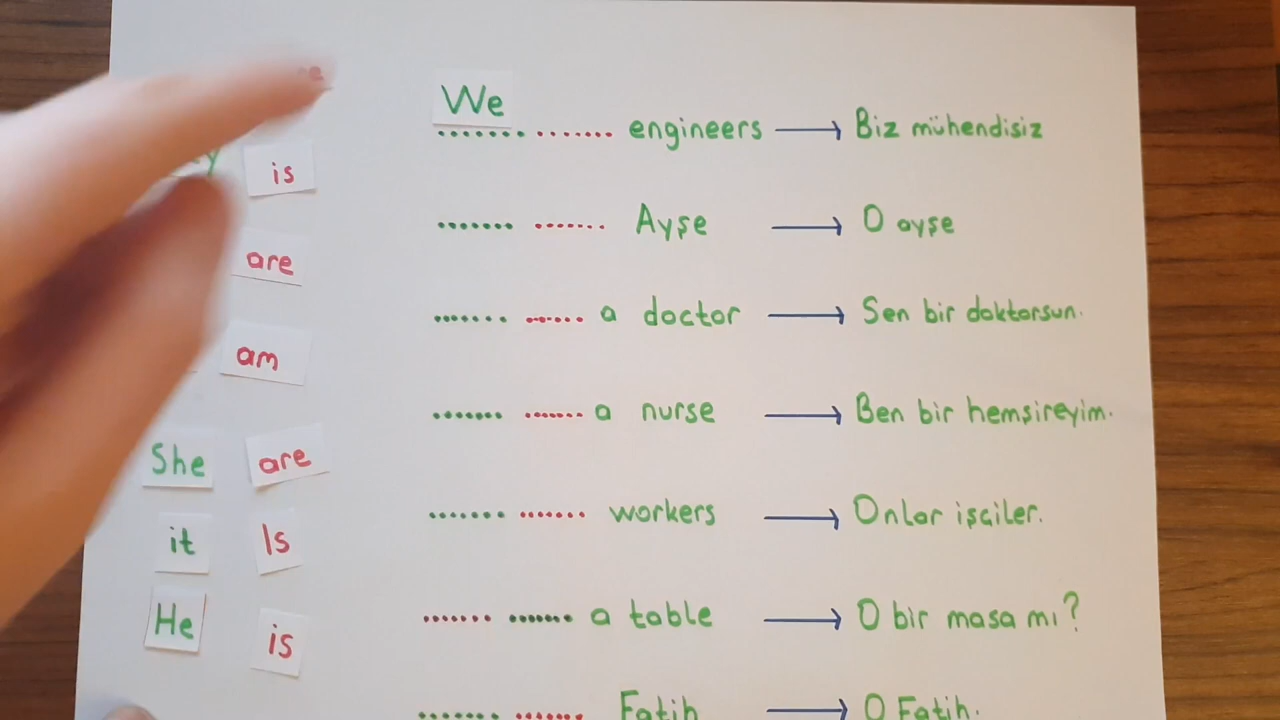 We ....... engineers → Biz mühendisiz
is
....... ....... Ayşe → O ayşe
are
....... ....... a doctor → Sen bir doktorsun.
am
....... ....... a nurse → Ben bir hemşireyim.
She are
....... ....... workers → Onlar işçiler.
it Is
....... ....... a table → O bir masa mı?
He is
....... ....... Fatih → O Fatih.